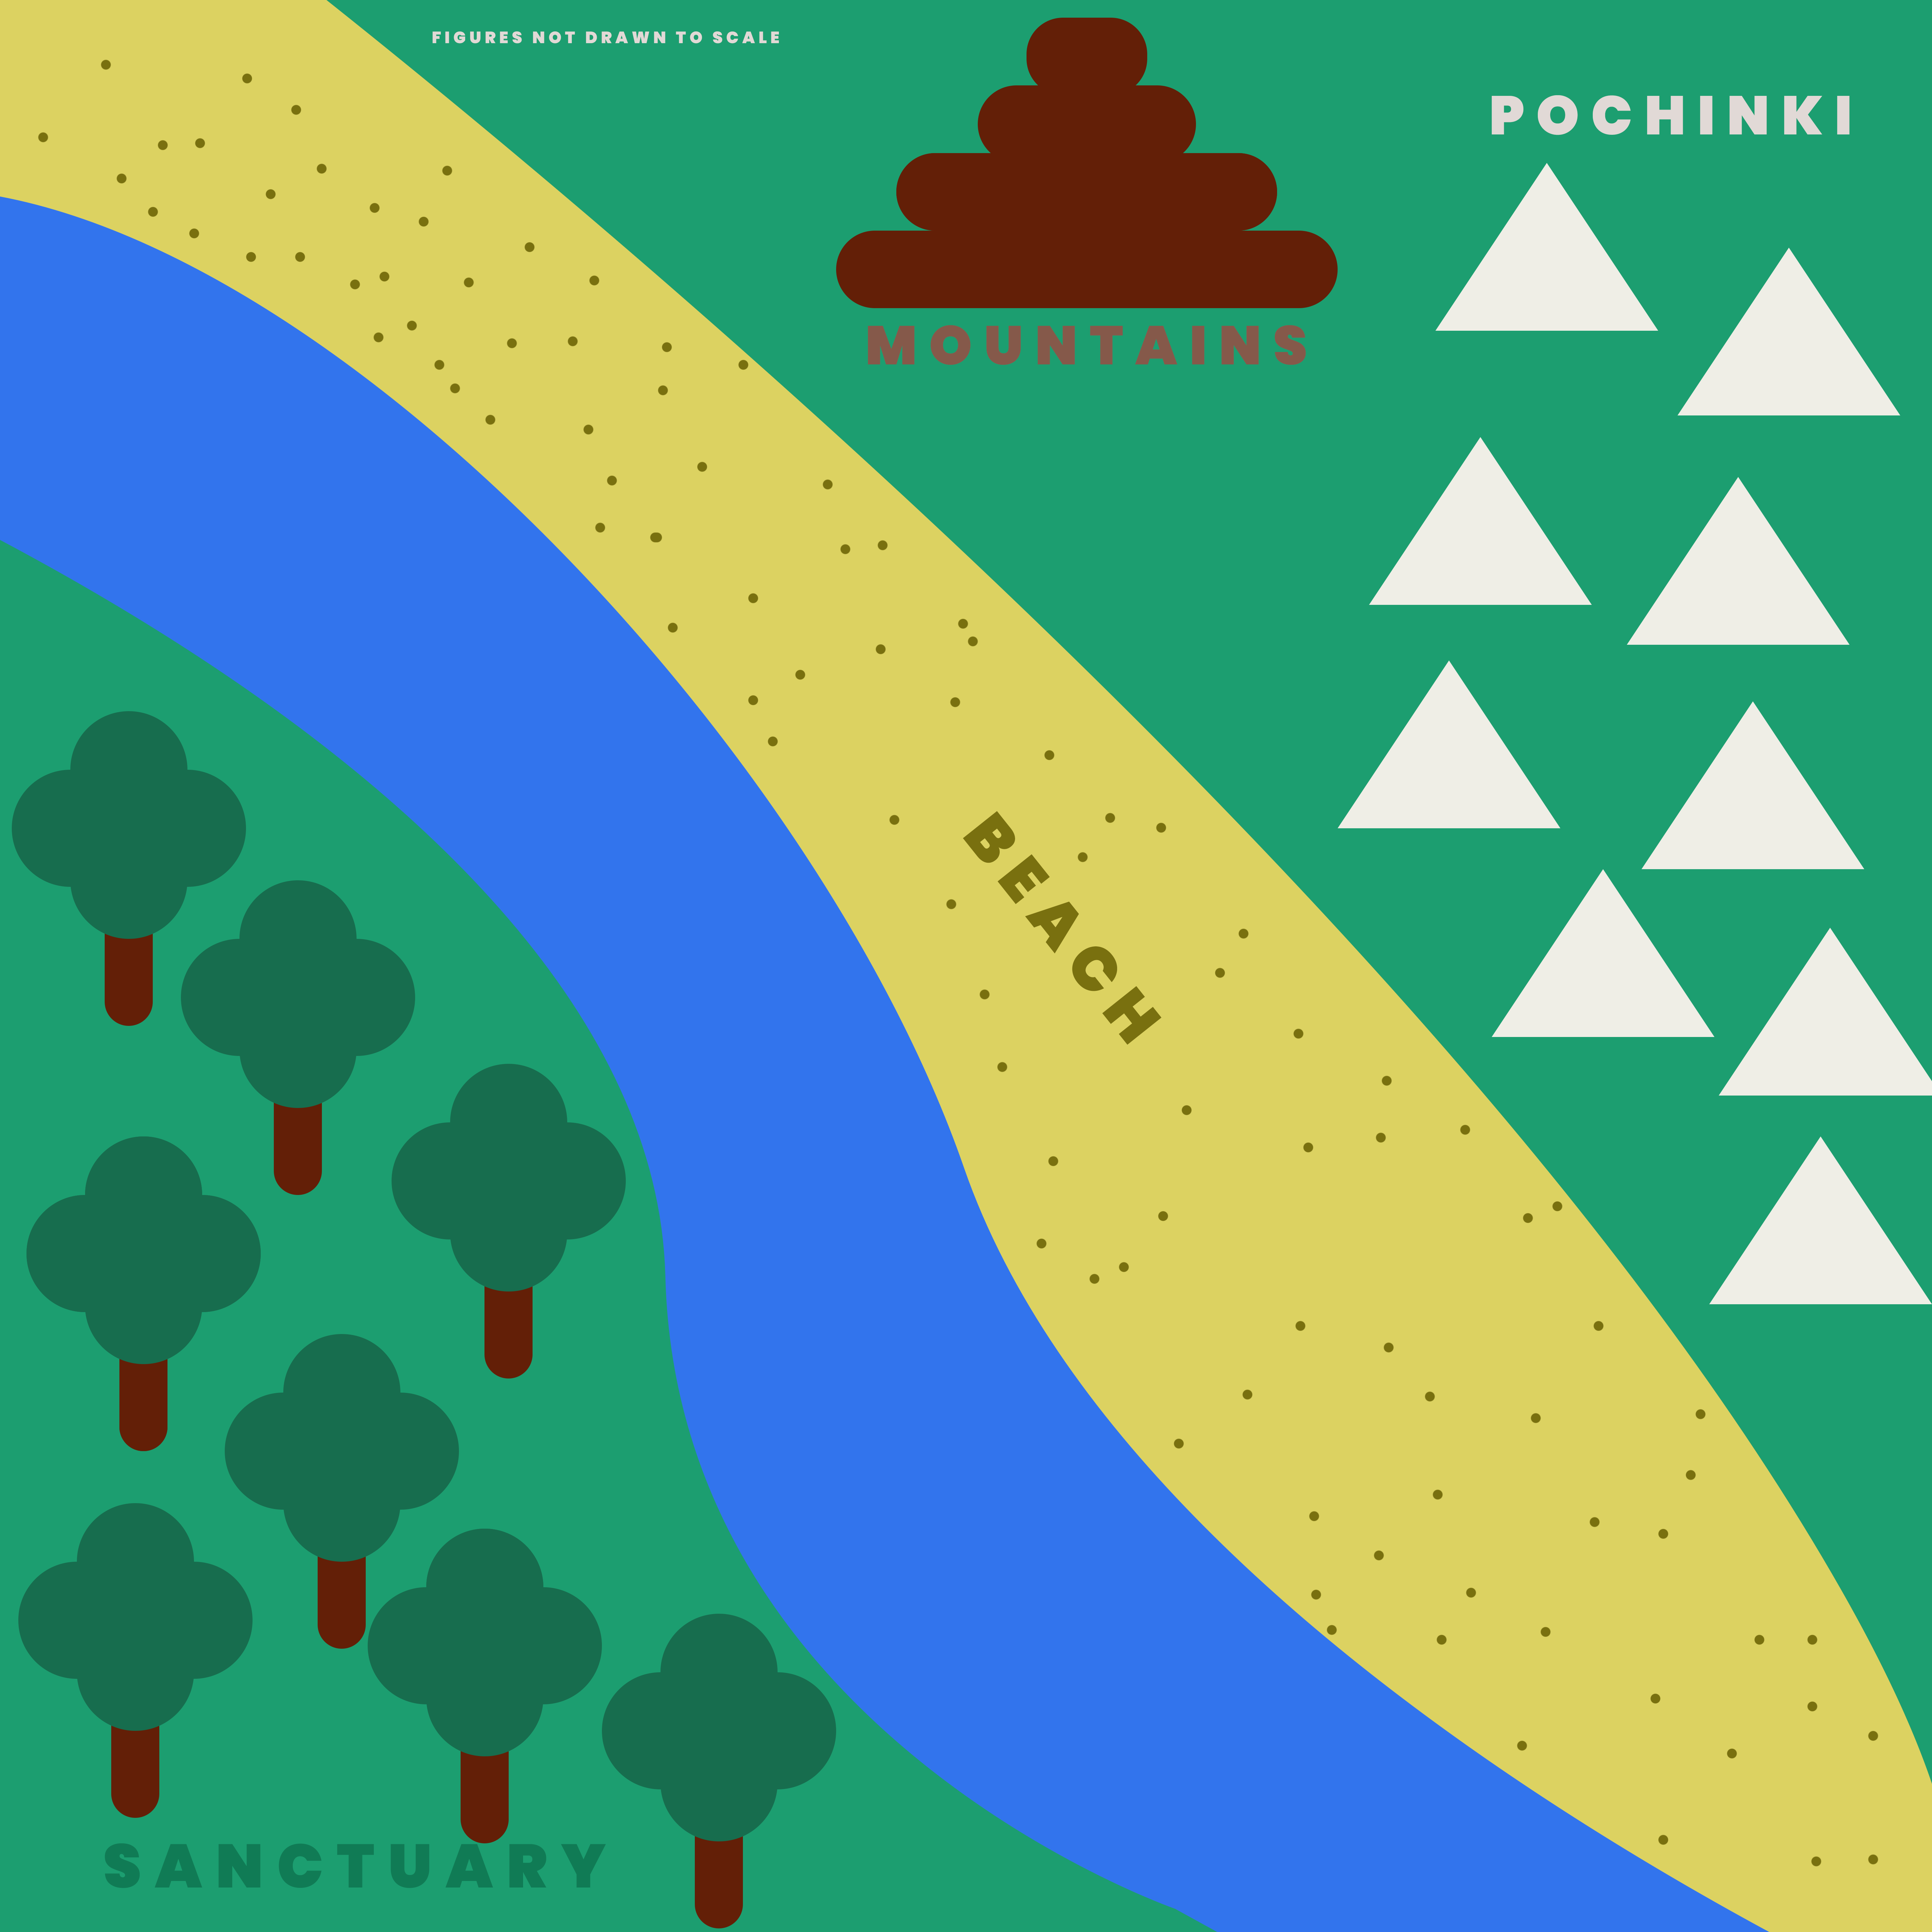 FIGURES NOT DRAWN TO SCALE
POCHINKI
MOUNTAINS
BEACH
SANCTUARY